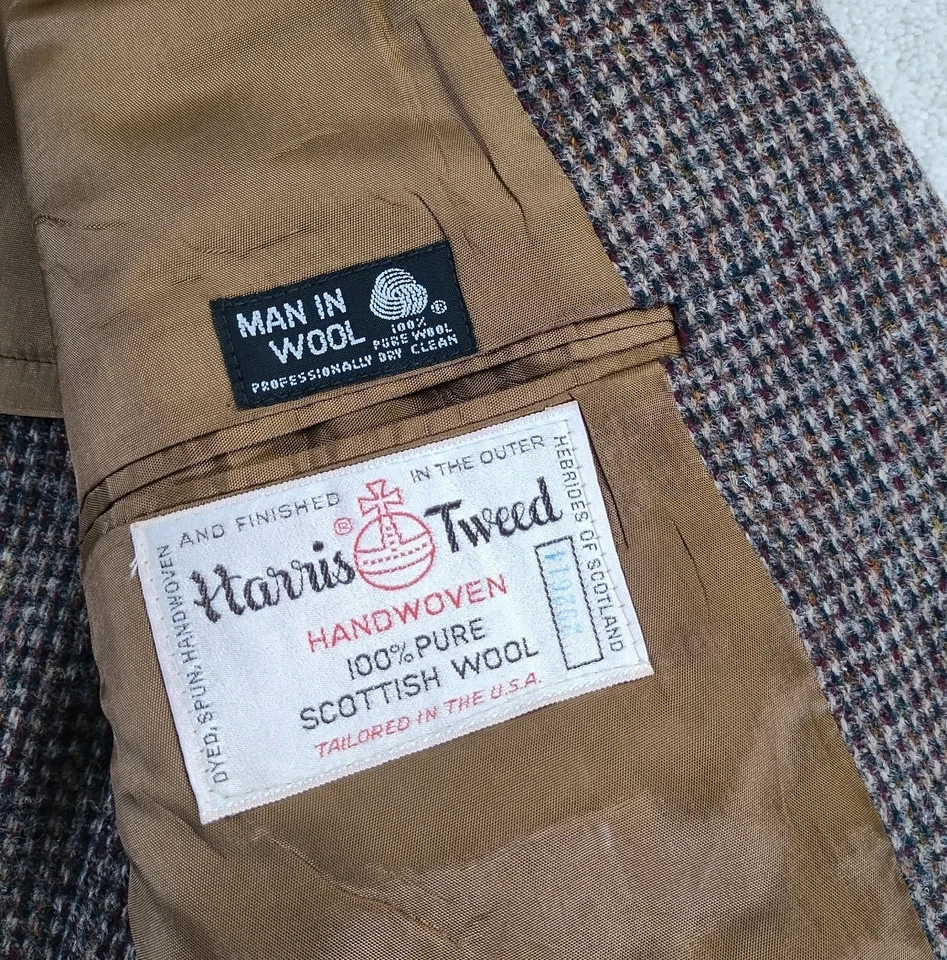 MAN IN
WOOL
®
100%
PURE WOOL
PROFESSIONALLY DRY CLEAN
DYED, SPUN, HANDWOVEN
AND FINISHED
IN THE OUTER
HEBRIDES OF SCOTLAND
®
Harris Tweed
HANDWOVEN
100% PURE
SCOTTISH WOOL
TAILORED IN THE U.S.A.